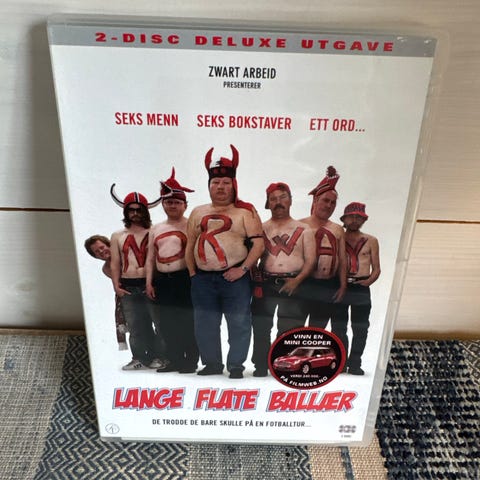 2-DISC DELUXE UTGAVE
ZWART ARBEID
PRESENTERER
SEKS MENN SEKS BOKSTAVER ETT ORD...
NORWAY
VINN EN
MINI COOPER
PÅ FILMWEB.NO
LANGE FLATE BALLÆR
DE TRODDE DE BARE SKULLE PÅ EN FOTBALLTUR...